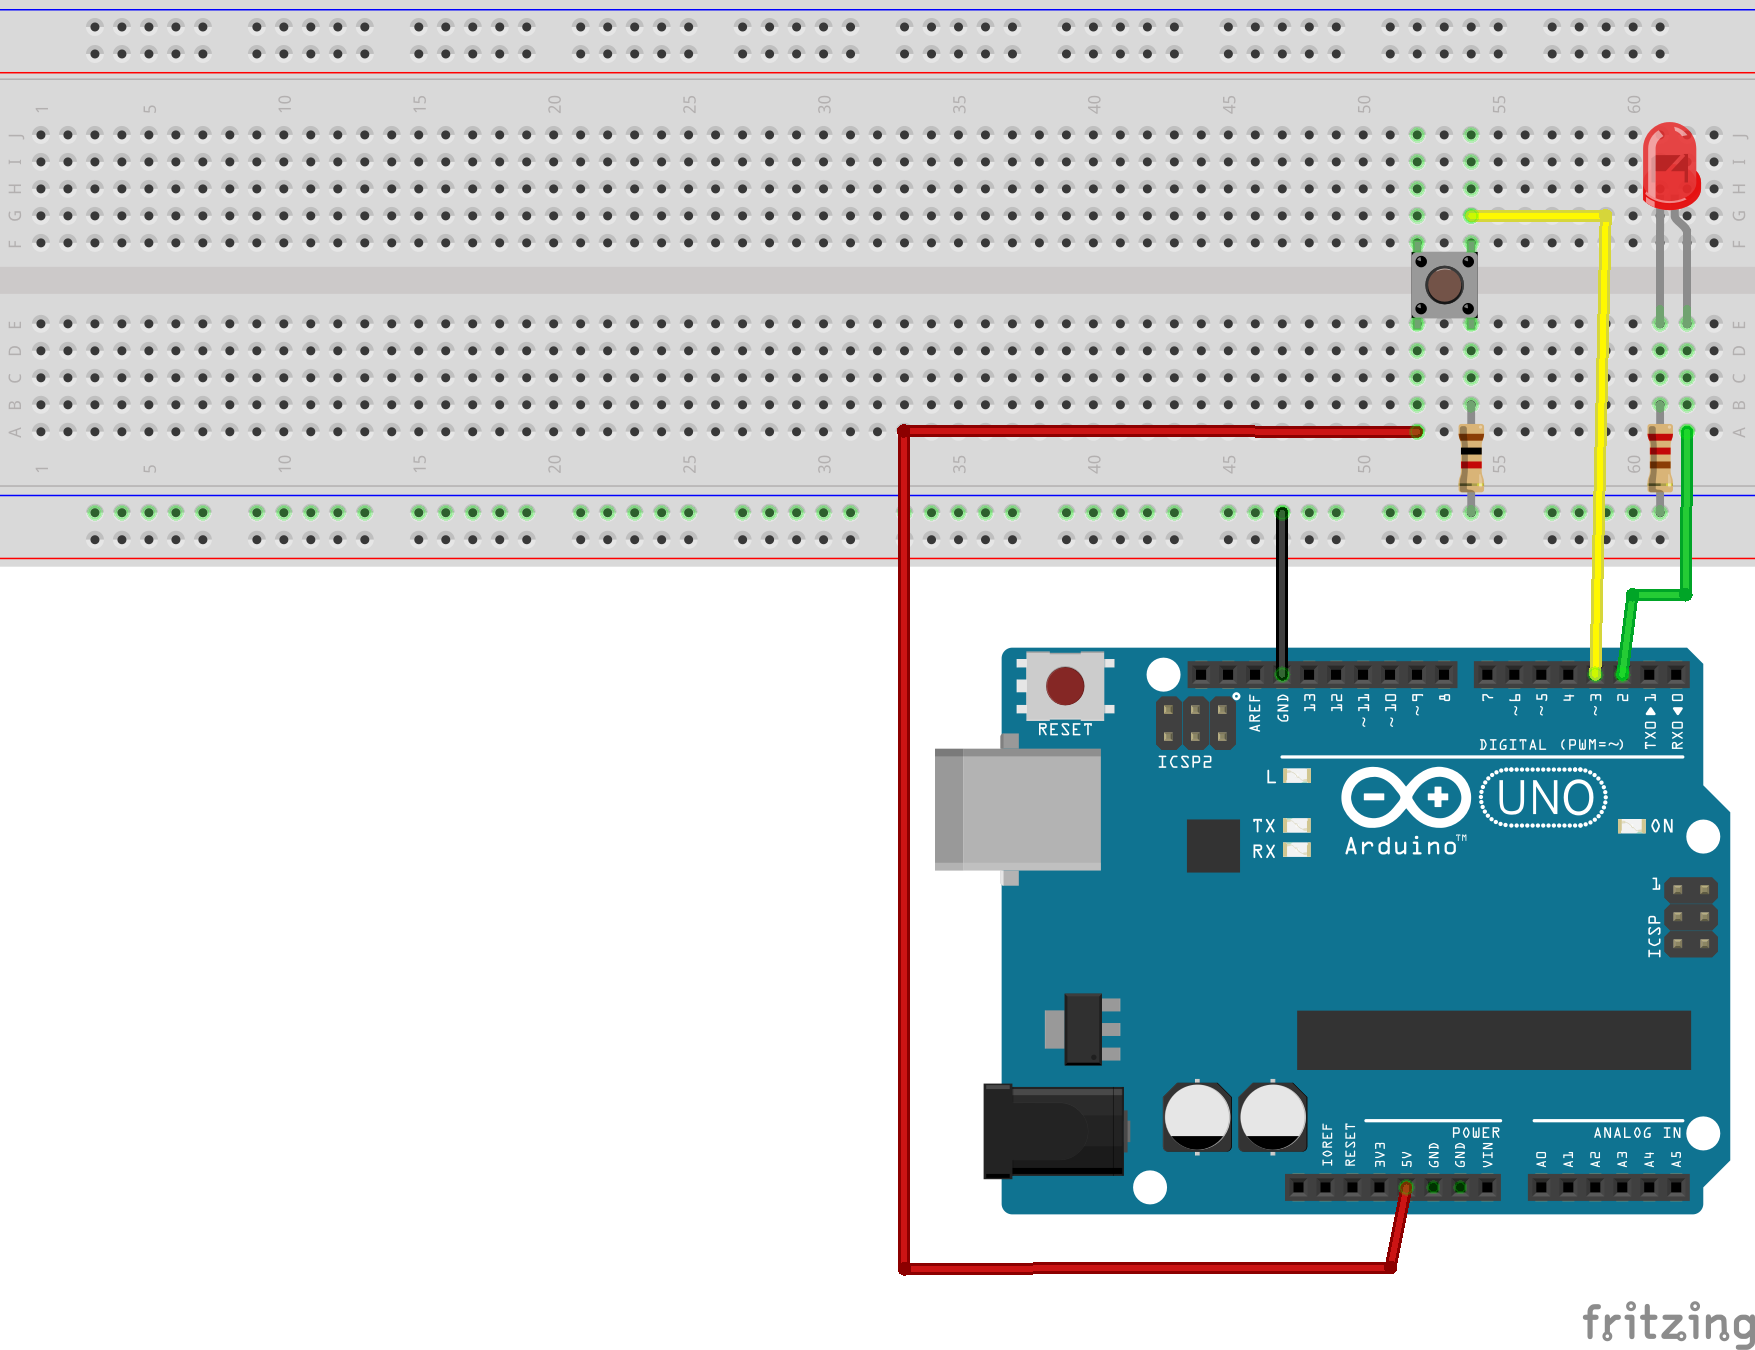 1 5 10 15 20 25 30 35 40 45 50 55 60
J J
I I
H H
G G
F F
E E
D D
C C
B B
A A
1 5 10 15 20 25 30 35 40 45 50 55 60
RESET
ICSP2
AREF GND 13 12 ~11 ~10 ~9 8 7 ~6 ~5 4 ~3 2 TX0▶1 RX0◀0
DIGITAL (PWM=~)
L
TX
RX
UNO
Arduino™
ON
1
ICSP
POWER
ANALOG IN
IOREF RESET 3V3 5V GND GND VIN A0 A1 A2 A3 A4 A5
fritzing